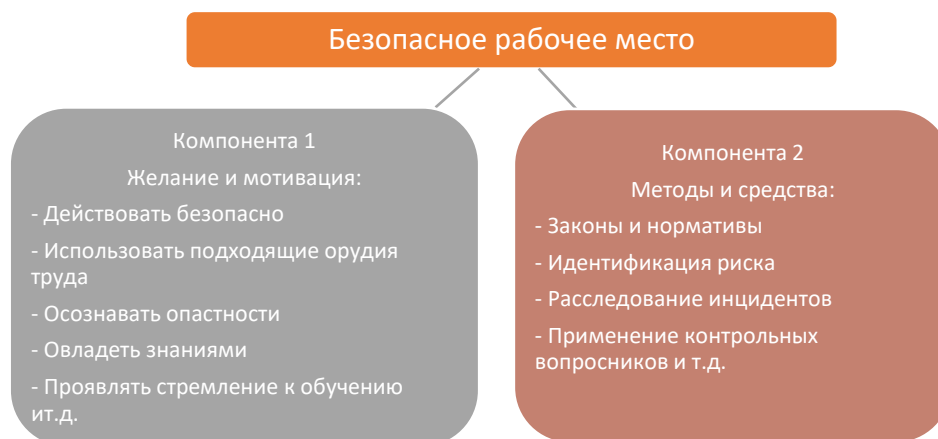 Безопасное рабочее место
Компонента 1
Желание и мотивация:
- Действовать безопасно
- Использовать подходящие орудия
труда
- Осознавать опастности
- Овладеть знаниями
- Проявлять стремление к обучению
ит.д.
Компонента 2
Методы и средства:
- Законы и нормативы
- Идентификация риска
- Расследование инцидентов
- Применение контрольных
вопросников и т.д.